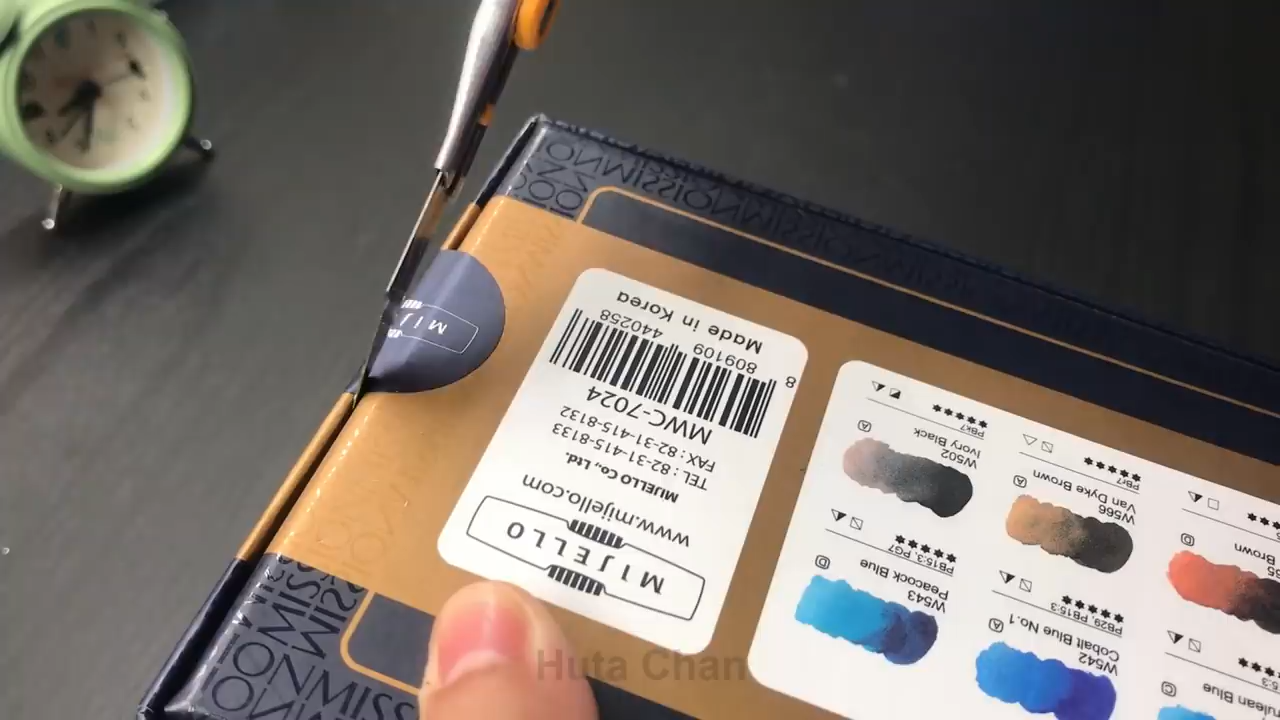 MIJELLO
www.mijello.com
MIJELLO Co., Ltd.
TEL : 82-31-415-8132
FAX : 82-31-415-8133
MWC-7024
8 809109 440258
Made in Korea
MISSION
W543
Peacock Blue
PB15:3, PG7
W502
Ivory Black
PBk7
W542
Cobalt Blue No.1
PB29, PB15:3
W566
Van Dyke Brown
PBr7
Brown
Huta Chan